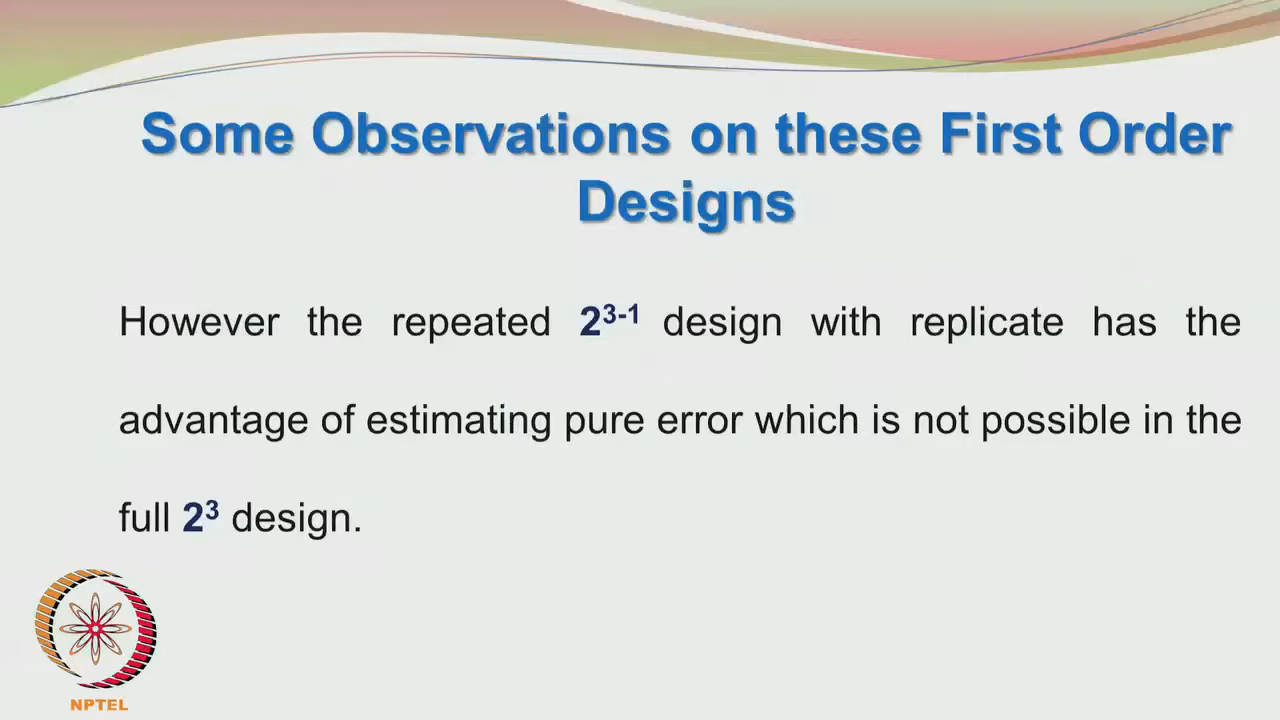 Some Observations on these First Order
Designs
However the repeated 2³⁻¹ design with replicate has the
advantage of estimating pure error which is not possible in the
full 2³ design.
NPTEL